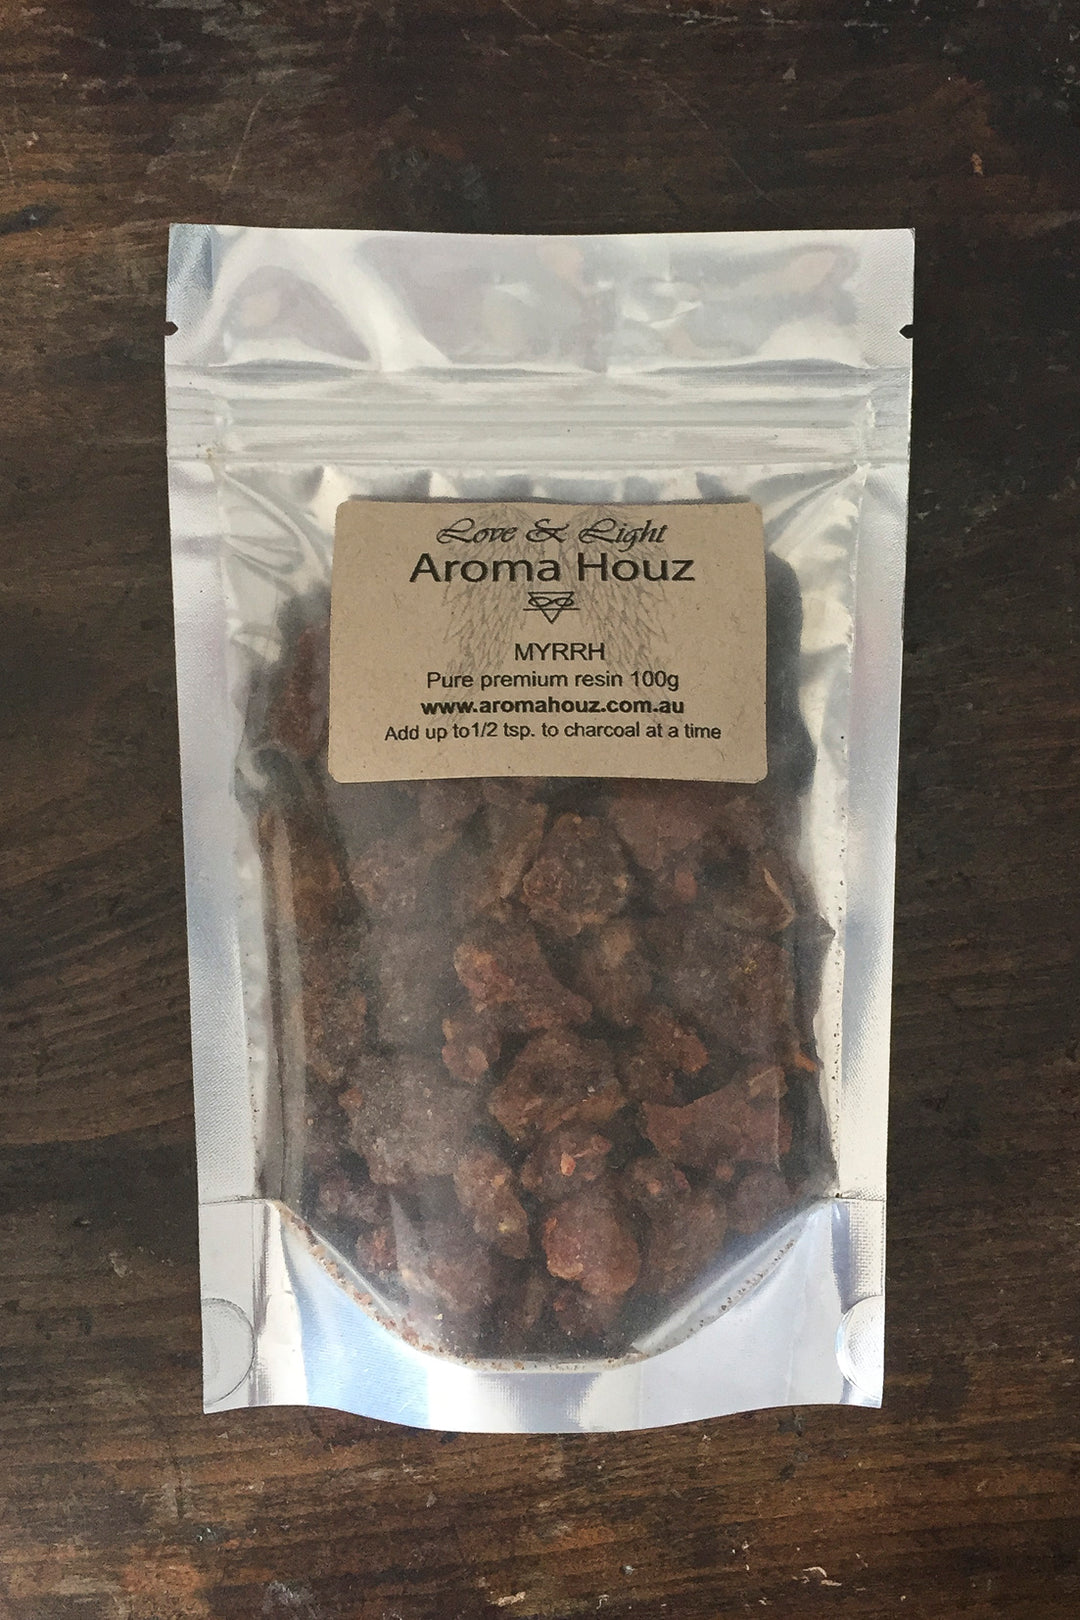 Love & Light
Aroma Houz
MYRRH
Pure premium resin 100g
www.aromahouz.com.au
Add up to1/2 tsp. to charcoal at a time